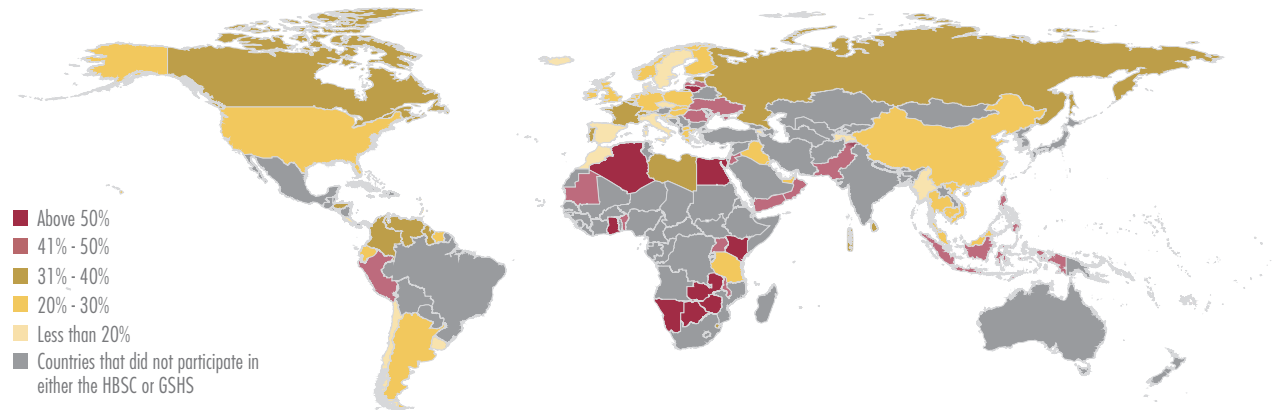 Above 50%
41% - 50%
31% - 40%
20% - 30%
Less than 20%
Countries that did not participate in
either the HBSC or GSHS